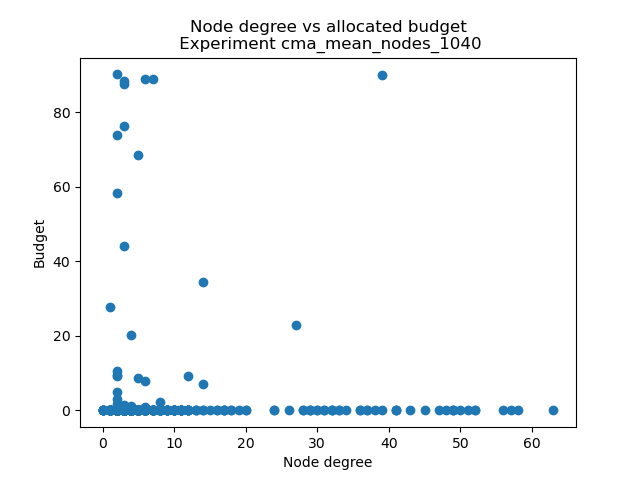 Node degree vs allocated budget
Experiment cma_mean_nodes_1040
80
60
40
20
0
Budget
0 10 20 30 40 50 60
Node degree